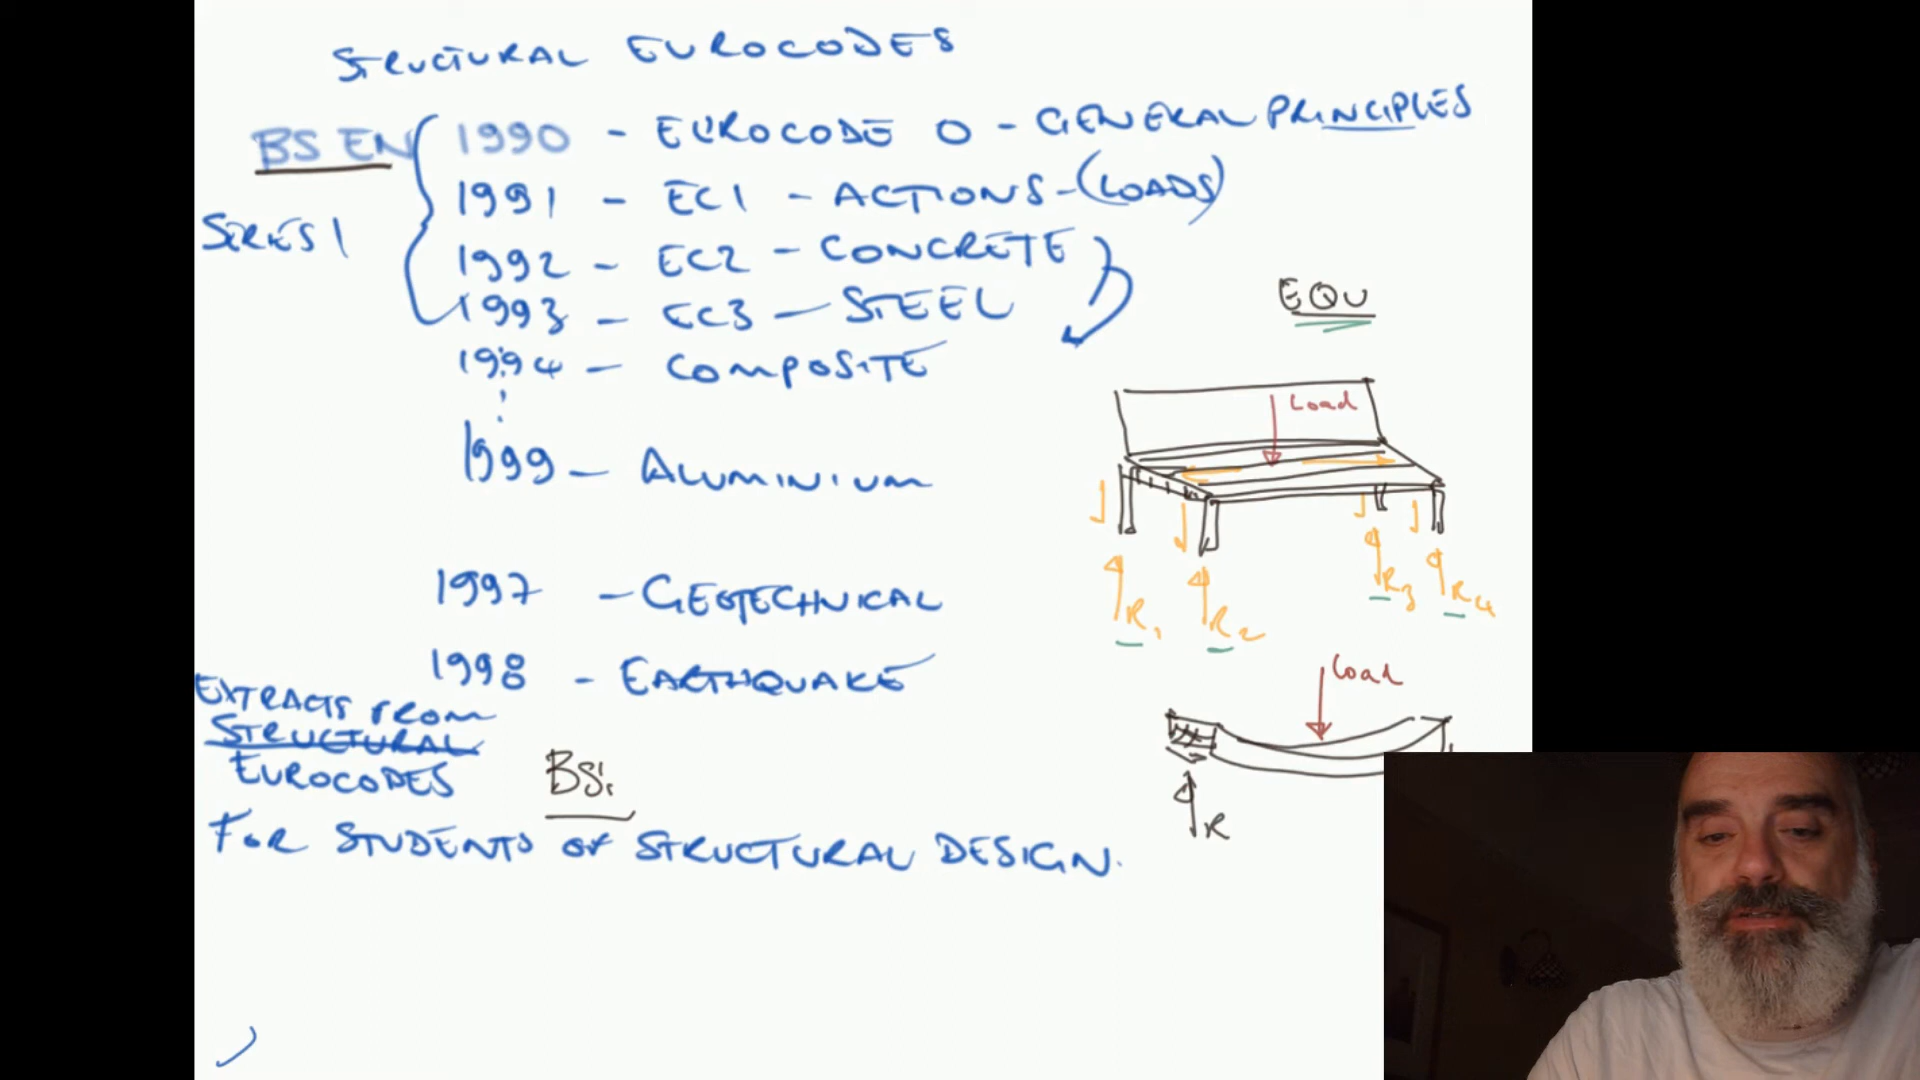 STRUCTURAL EUROCODES
BS EN 1990 - EUROCODE 0 - GENERAL PRINCIPLES
1991 - EC1 - ACTIONS - (LOADS)
SERIES 1
1992 - EC2 - CONCRETE
1993 - EC3 - STEEL
1994 - COMPOSITE
1999 - ALUMINIUM
1997 - GEOTECHNICAL
1998 - EARTHQUAKE
EXTRACTS FROM
STRUCTURAL
EUROCODES
BSi
FOR STUDENTS OF STRUCTURAL DESIGN.
EQU
Load
R1 R2 R3 R4
Load
R